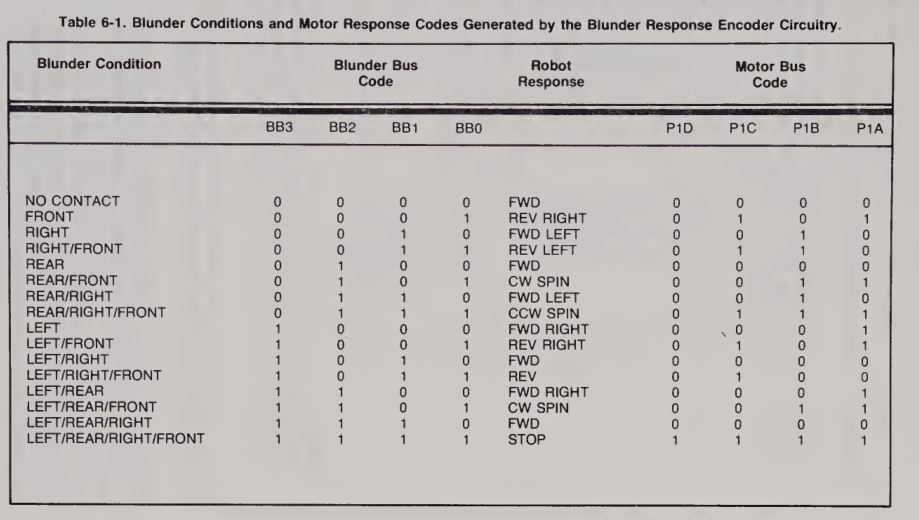 Table 6-1. Blunder Conditions and Motor Response Codes Generated by the Blunder Response Encoder Circuitry.
Blunder Condition Blunder Bus Code Robot Response Motor Bus Code
BB3 BB2 BB1 BB0 P1D P1C P1B P1A
NO CONTACT 0 0 0 0 FWD 0 0 0 0
FRONT 0 0 0 1 REV RIGHT 0 1 0 1
RIGHT 0 0 1 0 FWD LEFT 0 0 1 0
RIGHT/FRONT 0 0 1 1 REV LEFT 0 1 1 0
REAR 0 1 0 0 FWD 0 0 0 0
REAR/FRONT 0 1 0 1 CW SPIN 0 0 1 1
REAR/RIGHT 0 1 1 0 FWD LEFT 0 0 1 0
REAR/RIGHT/FRONT 0 1 1 1 CCW SPIN 0 1 1 1
LEFT 1 0 0 0 FWD RIGHT 0 0 0 1
LEFT/FRONT 1 0 0 1 REV RIGHT 0 1 0 1
LEFT/RIGHT 1 0 1 0 FWD 0 0 0 0
LEFT/RIGHT/FRONT 1 0 1 1 REV 0 1 0 0
LEFT/REAR 1 1 0 0 FWD RIGHT 0 0 0 1
LEFT/REAR/FRONT 1 1 0 1 CW SPIN 0 0 1 1
LEFT/REAR/RIGHT 1 1 1 0 FWD 0 0 0 0
LEFT/REAR/RIGHT/FRONT 1 1 1 1 STOP 1 1 1 1